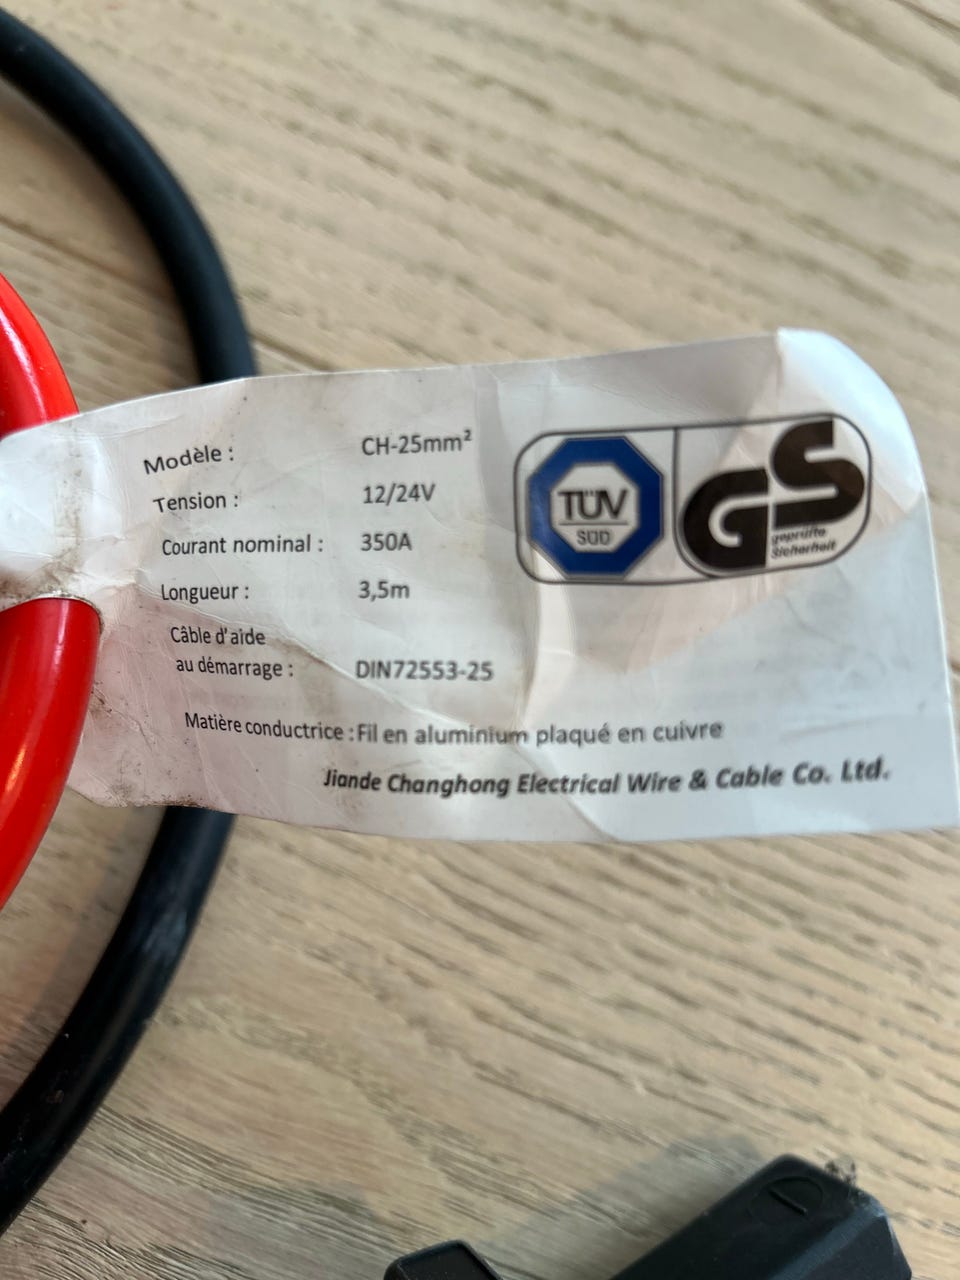 Modèle : CH-25mm²
Tension : 12/24V
Courant nominal : 350A
Longueur : 3,5m
Câble d'aide
au démarrage : DIN72553-25
Matière conductrice : Fil en aluminium plaqué en cuivre
Jiande Changhong Electrical Wire & Cable Co. Ltd.
TÜV
SÜD
GS
geprüfte
Sicherheit